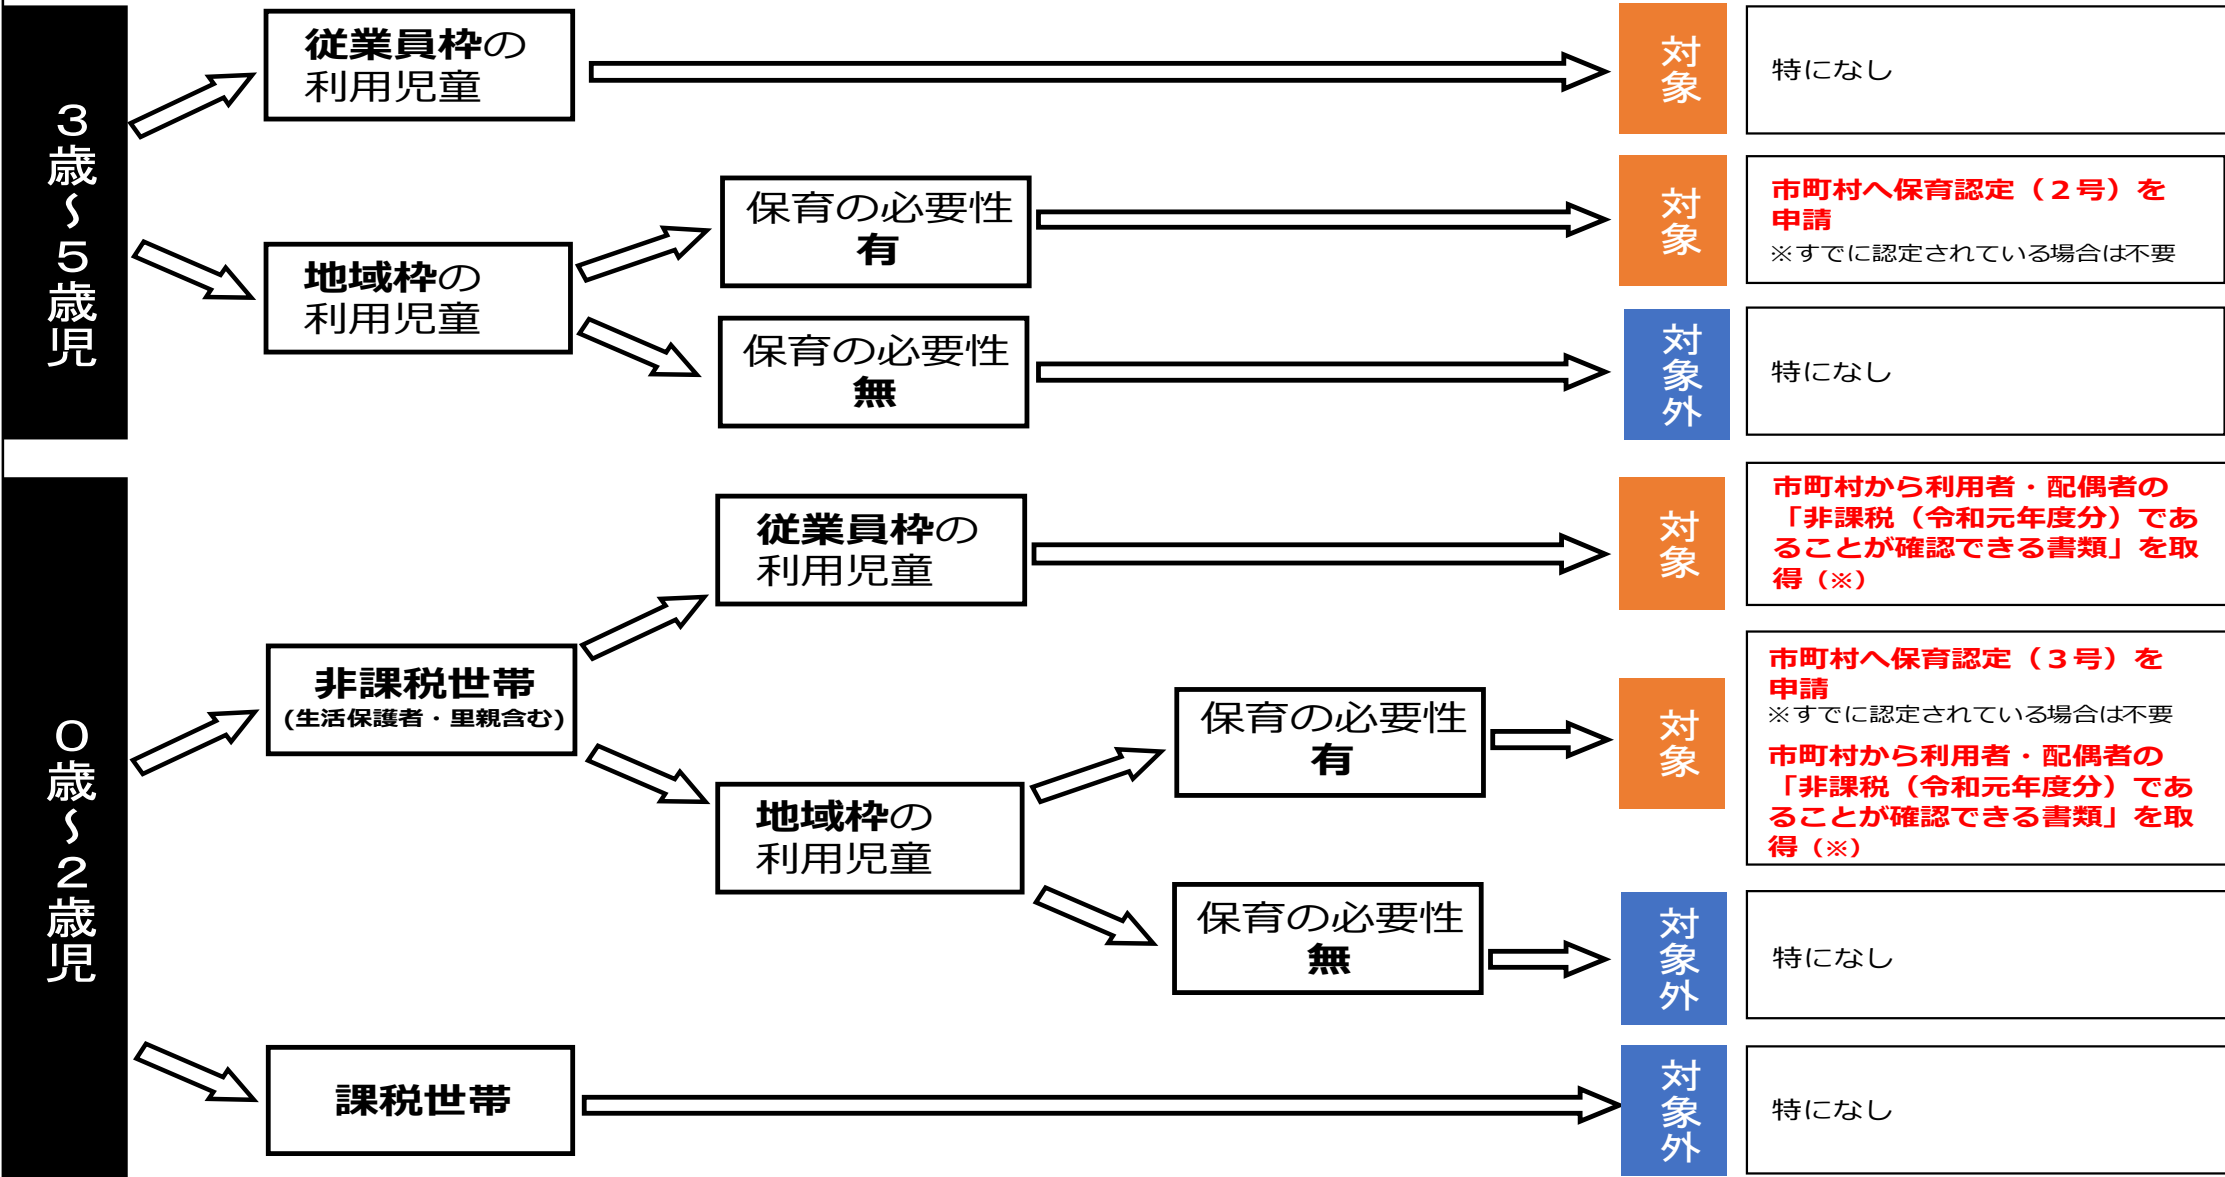 ３歳～５歳児
従業員枠の
利用児童
対象
特になし
地域枠の
利用児童
保育の必要性
有
対象
市町村へ保育認定（２号）を
申請
※すでに認定されている場合は不要
保育の必要性
無
対象外
特になし
０歳～２歳児
非課税世帯
(生活保護者・里親含む)
従業員枠の
利用児童
対象
市町村から利用者・配偶者の
「非課税（令和元年度分）であ
ることが確認できる書類」を取
得（※）
地域枠の
利用児童
保育の必要性
有
対象
市町村へ保育認定（３号）を
申請
※すでに認定されている場合は不要
市町村から利用者・配偶者の
「非課税（令和元年度分）であ
ることが確認できる書類」を取
得（※）
保育の必要性
無
対象外
特になし
課税世帯
対象外
特になし